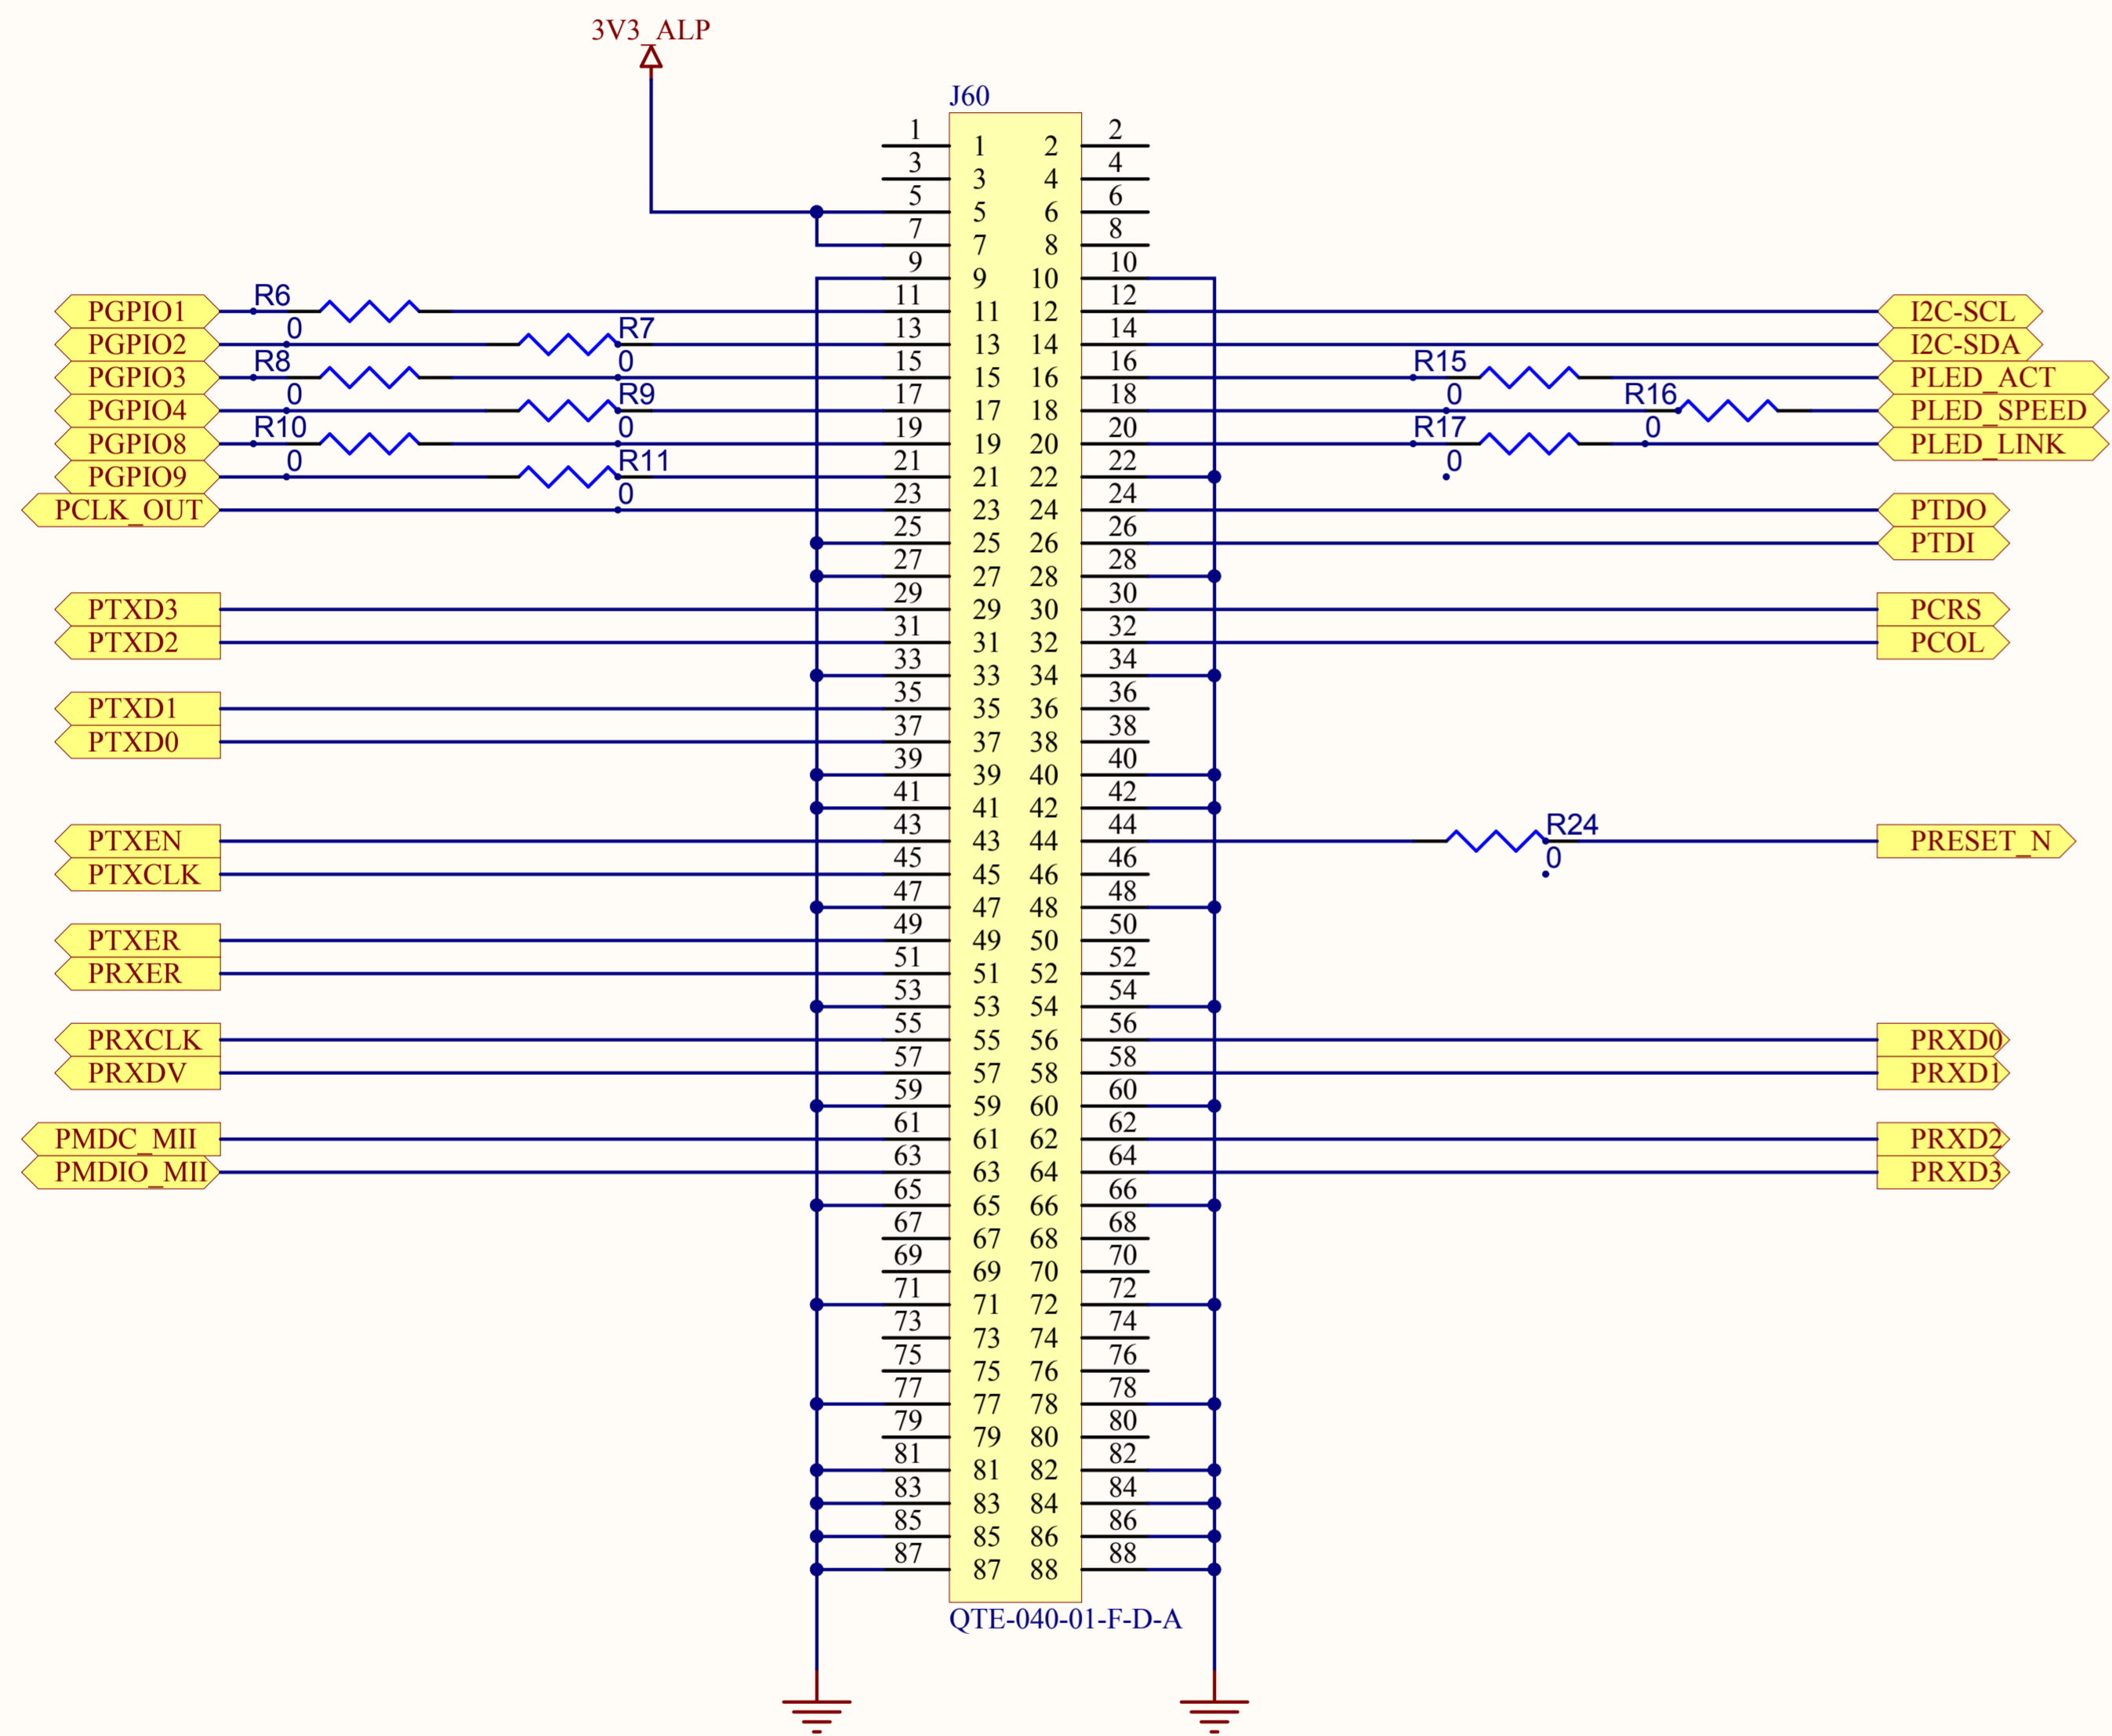 3V3_ALP
J60
1 1 2 2
3 3 4 4
5 5 6 6
7 7 8 8
9 9 10 10
PGPIO1 R6 0 11 11 12 12 I2C-SCL
PGPIO2 R7 0 13 13 14 14 I2C-SDA
PGPIO3 R8 0 15 15 16 16 R15 0 PLED_ACT
PGPIO4 R9 0 17 17 18 18 R16 0 PLED_SPEED
PGPIO8 R10 0 19 19 20 20 R17 0 PLED_LINK
PGPIO9 R11 0 21 21 22 22
PCLK_OUT 23 23 24 24 PTDO
25 25 26 26 PTDI
27 27 28 28
PTXD3 29 29 30 30 PCRS
PTXD2 31 31 32 32 PCOL
33 33 34 34
PTXD1 35 35 36 36
PTXD0 37 37 38 38
39 39 40 40
41 41 42 42
PTXEN 43 43 44 44 R24 0 PRESET_N
PTXCLK 45 45 46 46
47 47 48 48
PTXER 49 49 50 50
PRXER 51 51 52 52
53 53 54 54
PRXCLK 55 55 56 56 PRXD0
PRXDV 57 57 58 58 PRXD1
59 59 60 60
PMDC_MII 61 61 62 62 PRXD2
PMDIO_MII 63 63 64 64 PRXD3
65 65 66 66
67 67 68 68
69 69 70 70
71 71 72 72
73 73 74 74
75 75 76 76
77 77 78 78
79 79 80 80
81 81 82 82
83 83 84 84
85 85 86 86
87 87 88 88
QTE-040-01-F-D-A